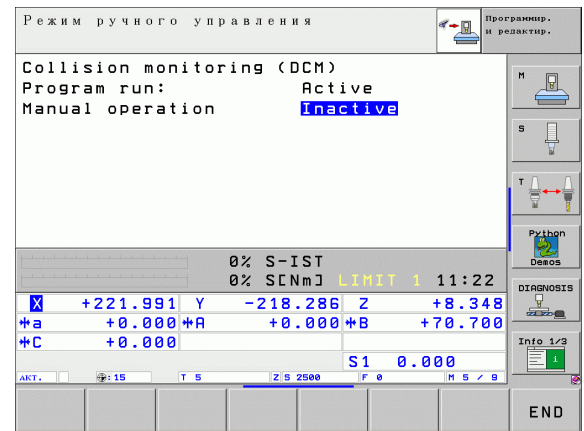 Режим ручного управления
Программир.
и редактир.
Collision monitoring (DCM)
Program run: Active
Manual operation Inactive
M
S
T
Python
Demos
DIAGNOSIS
Info 1/3
0% S-IST
0% S[Nm] LIMIT 1 11:22
X +221.991 Y -218.286 Z +8.348
a +0.000 A +0.000 B +70.700
C +0.000
S1 0.000
АКТ. : 15 T 5 Z S 2500 F 0 M 5 / 9
END